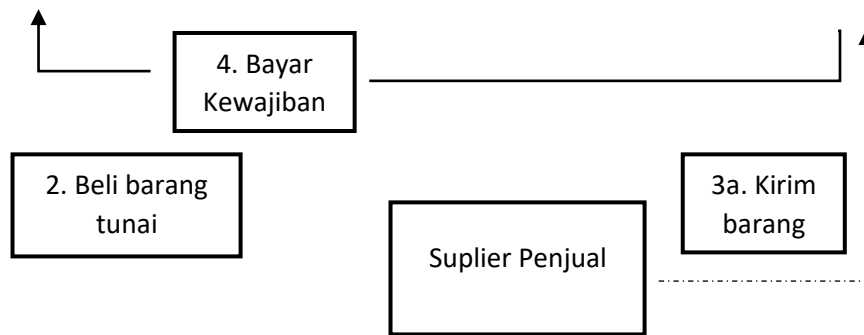 4. Bayar
Kewajiban
2. Beli barang
tunai
3a. Kirim
barang
Suplier Penjual